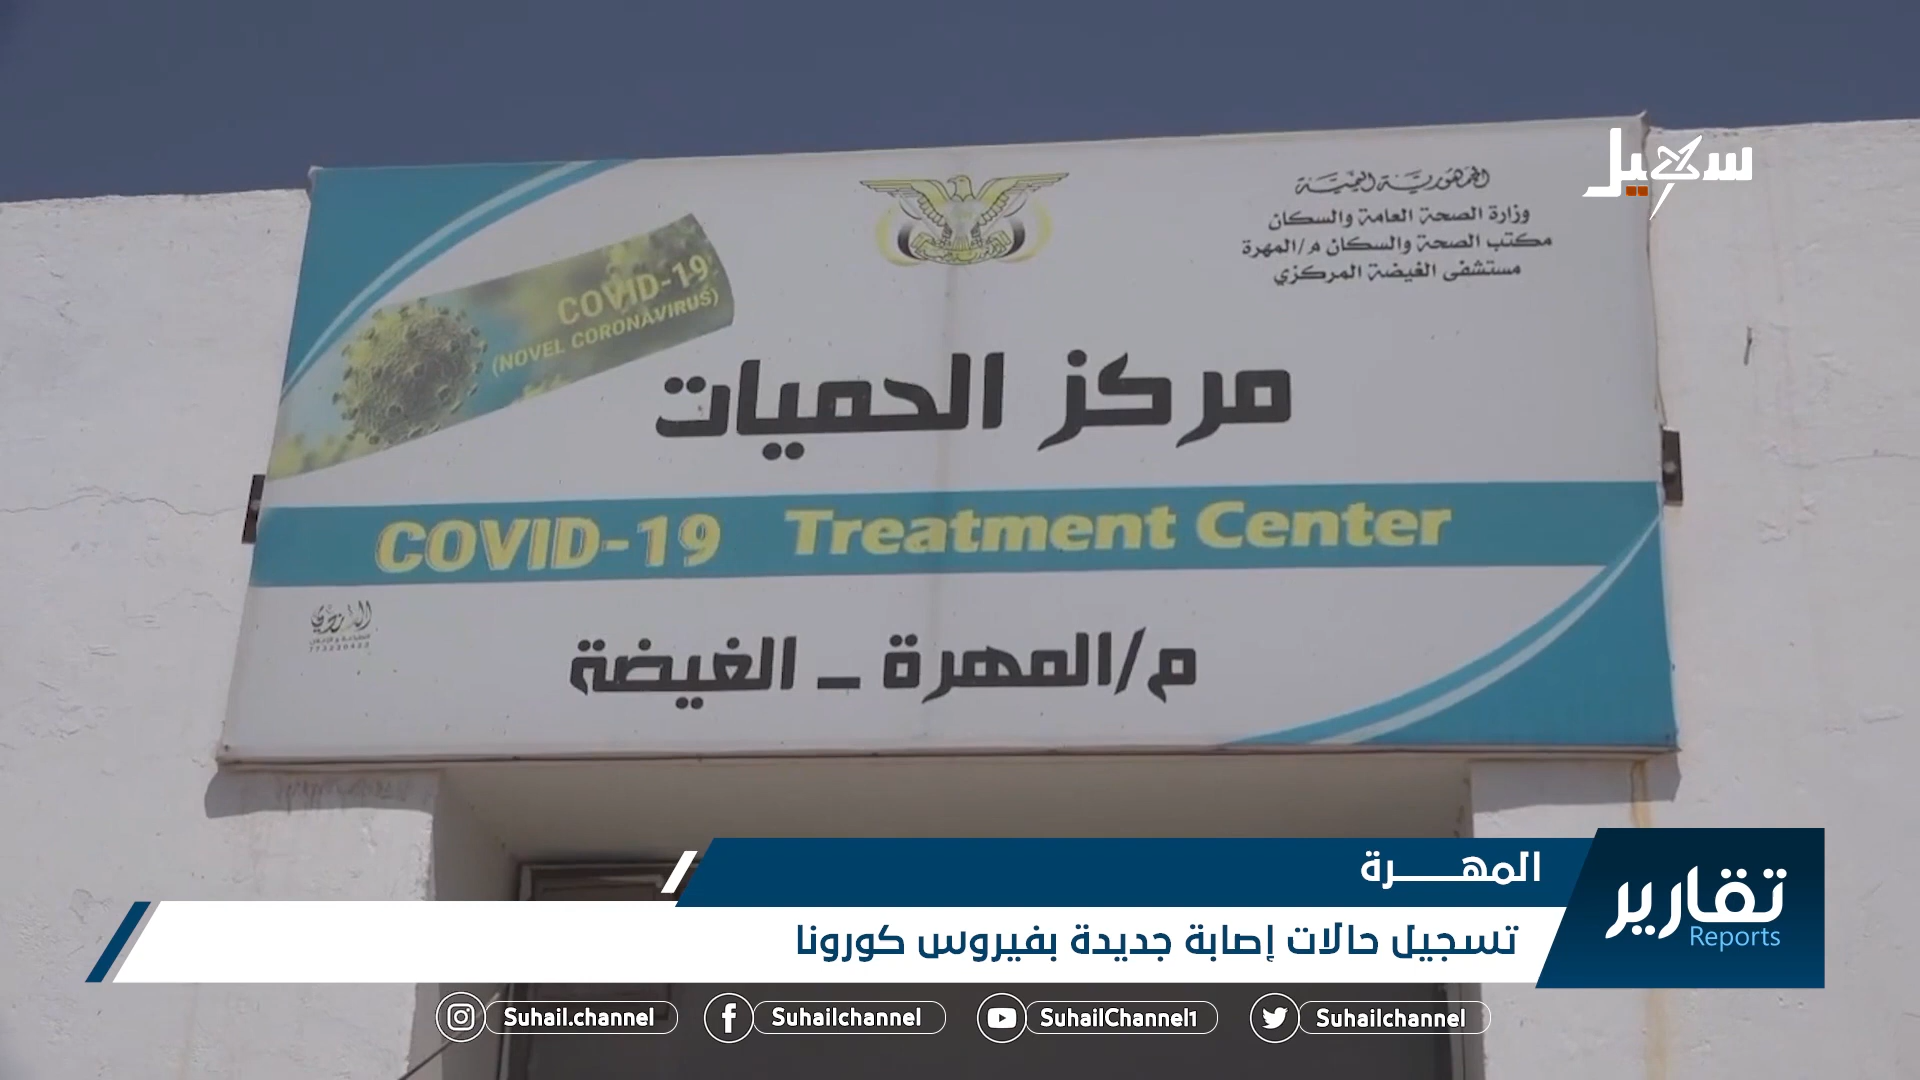 سهيل
الجمهورية اليمنية
وزارة الصحة العامة والسكان
مكتب الصحة والسكان م/المهرة
مستشفى الغيضة المركزي
COVID-19
(NOVEL CORONAVIRUS)
مركز الحميات
COVID-19 Treatment Center
م/المهرة - الغيضة
المهــــرة
تقارير
Reports
تسجيل حالات إصابة جديدة بفيروس كورونا
Suhail.channel
Suhailchannel
SuhailChannel1
Suhailchannel